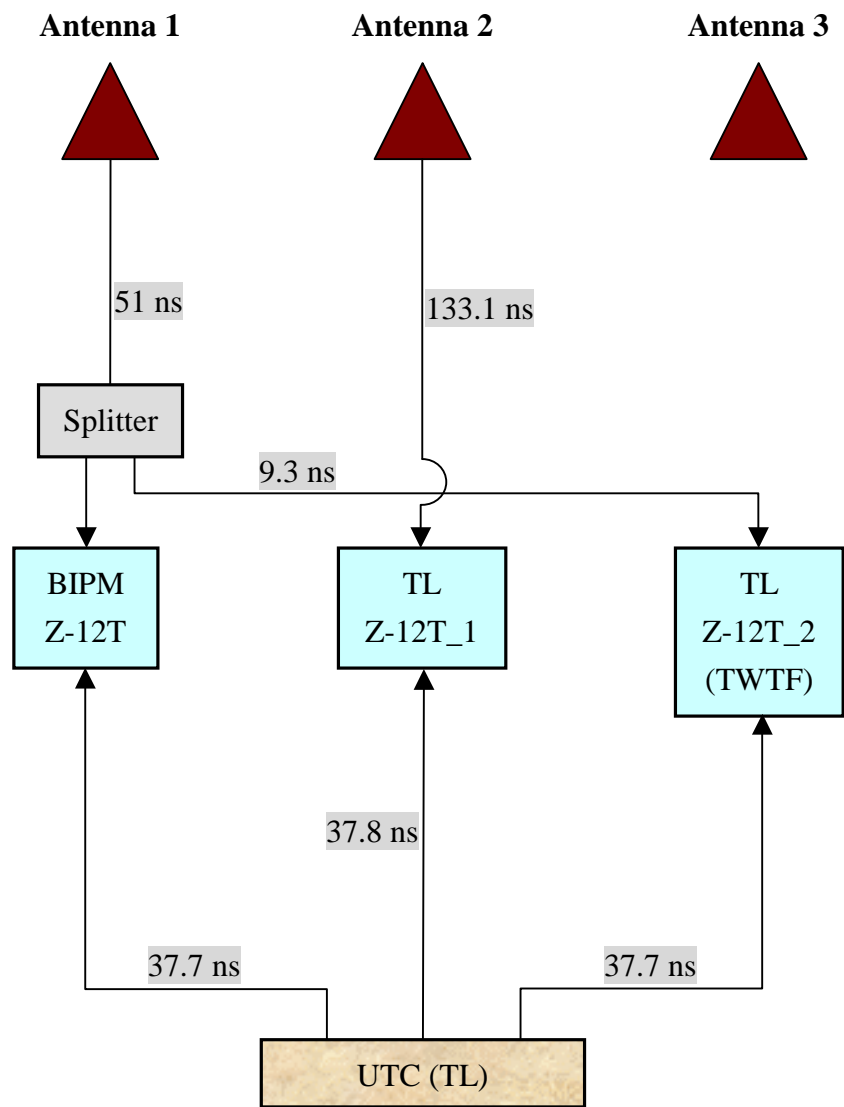 Antenna 1
Antenna 2
Antenna 3
51 ns
133.1 ns
Splitter
9.3 ns
BIPM
Z-12T
TL
Z-12T_1
TL
Z-12T_2
(TWTF)
37.8 ns
37.7 ns
37.7 ns
UTC (TL)